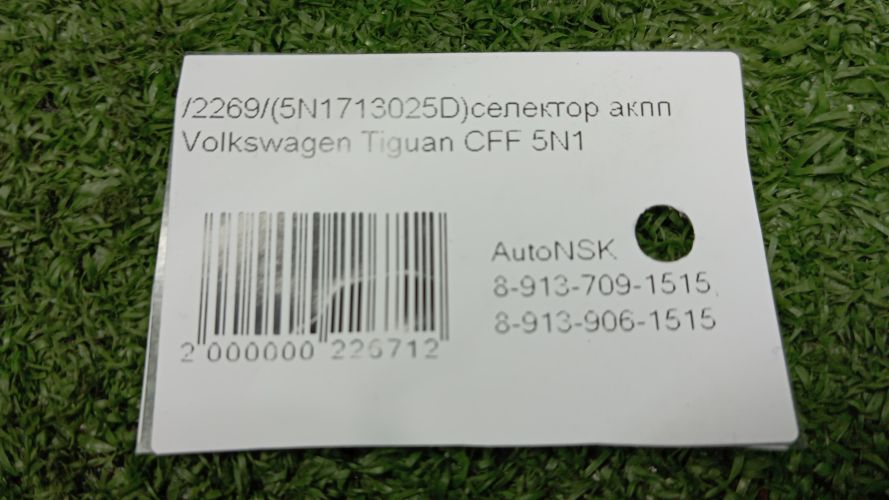 /2269/(5N1713025D)селектор акпп
Volkswagen Tiguan CFF 5N1
AutoNSK
8-913-709-1515
8-913-906-1515
2 000000 226712